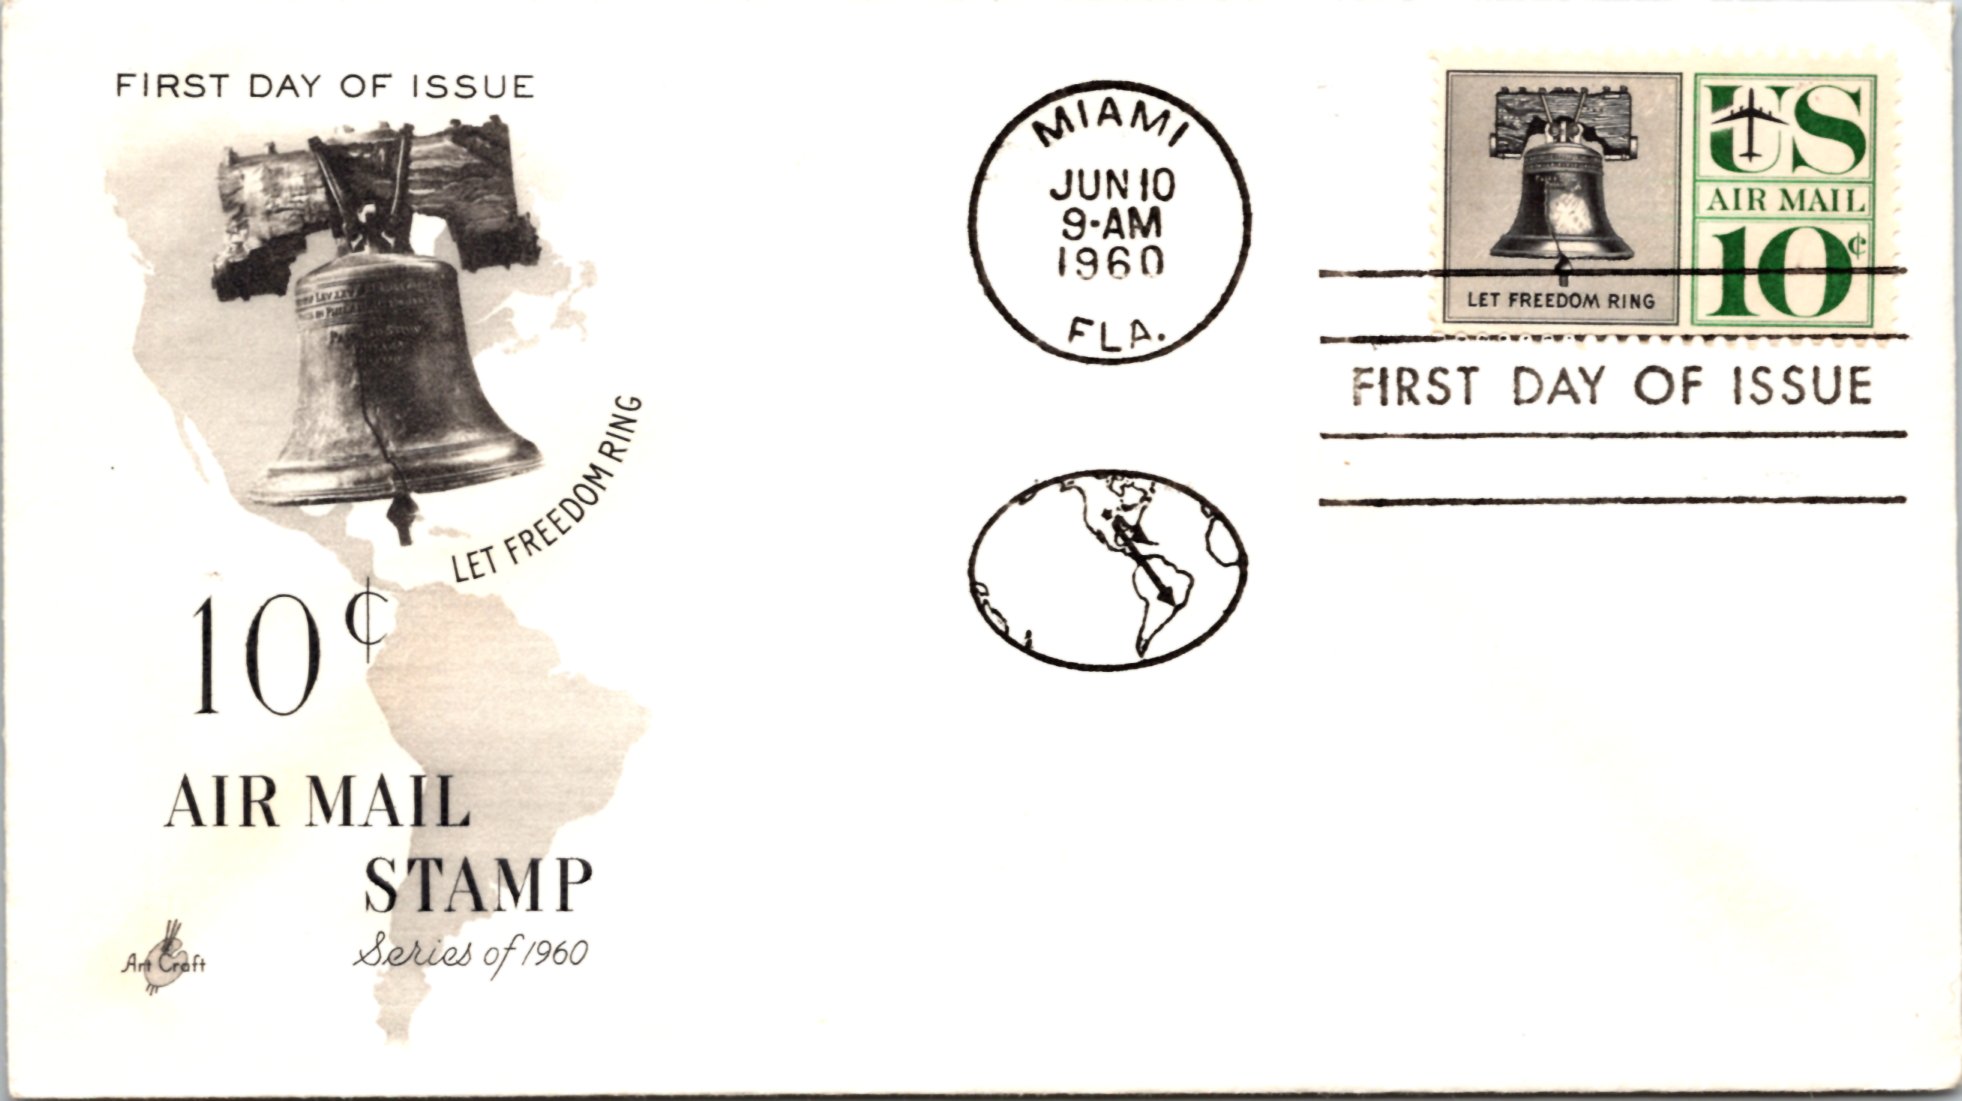 FIRST DAY OF ISSUE
LET FREEDOM RING
10¢
AIR MAIL
STAMP
Series of 1960
Art Craft
MIAMI
JUN 10
9-AM
1960
FLA.
US
AIR MAIL
10¢
LET FREEDOM RING
FIRST DAY OF ISSUE